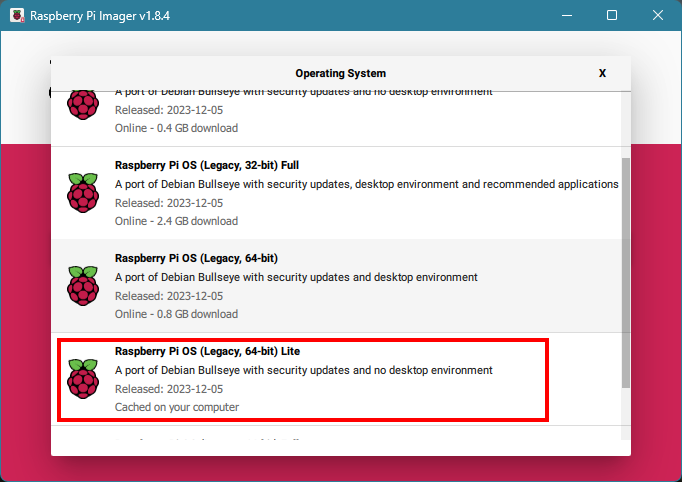 Raspberry Pi Imager v1.8.4
Operating System
X
A port of Debian Bullseye with security updates and no desktop environment
Released: 2023-12-05
Online - 0.4 GB download
Raspberry Pi OS (Legacy, 32-bit) Full
A port of Debian Bullseye with security updates, desktop environment and recommended applications
Released: 2023-12-05
Online - 2.4 GB download
Raspberry Pi OS (Legacy, 64-bit)
A port of Debian Bullseye with security updates and desktop environment
Released: 2023-12-05
Online - 0.8 GB download
Raspberry Pi OS (Legacy, 64-bit) Lite
A port of Debian Bullseye with security updates and no desktop environment
Released: 2023-12-05
Cached on your computer